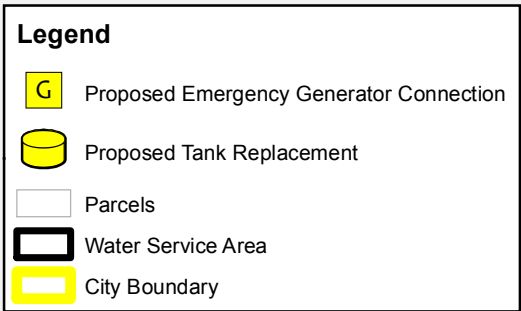 Legend
G Proposed Emergency Generator Connection
Proposed Tank Replacement
Parcels
Water Service Area
City Boundary